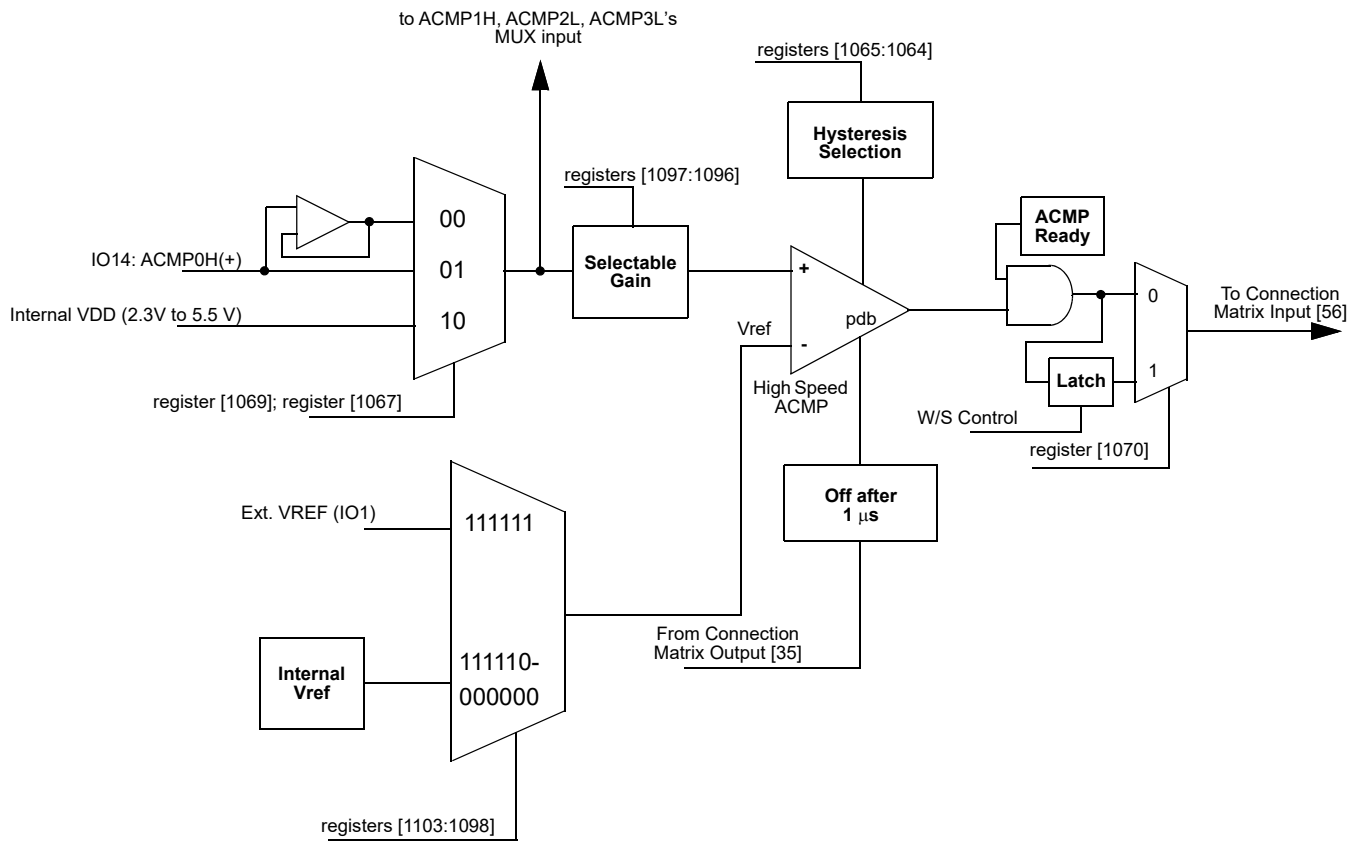 to ACMP1H, ACMP2L, ACMP3L's
MUX input
registers [1065:1064]
Hysteresis
Selection
registers [1097:1096]
ACMP
Ready
00
IO14: ACMP0H(+)
01
Selectable
Gain
+
0
To Connection
Matrix Input [56]
Internal VDD (2.3V to 5.5 V)
10
pdb
Vref
-
1
Latch
High Speed
ACMP
register [1069]; register [1067]
W/S Control
register [1070]
Off after
1 μs
Ext. VREF (IO1)
111111
From Connection
Matrix Output [35]
Internal
Vref
111110-
000000
registers [1103:1098]